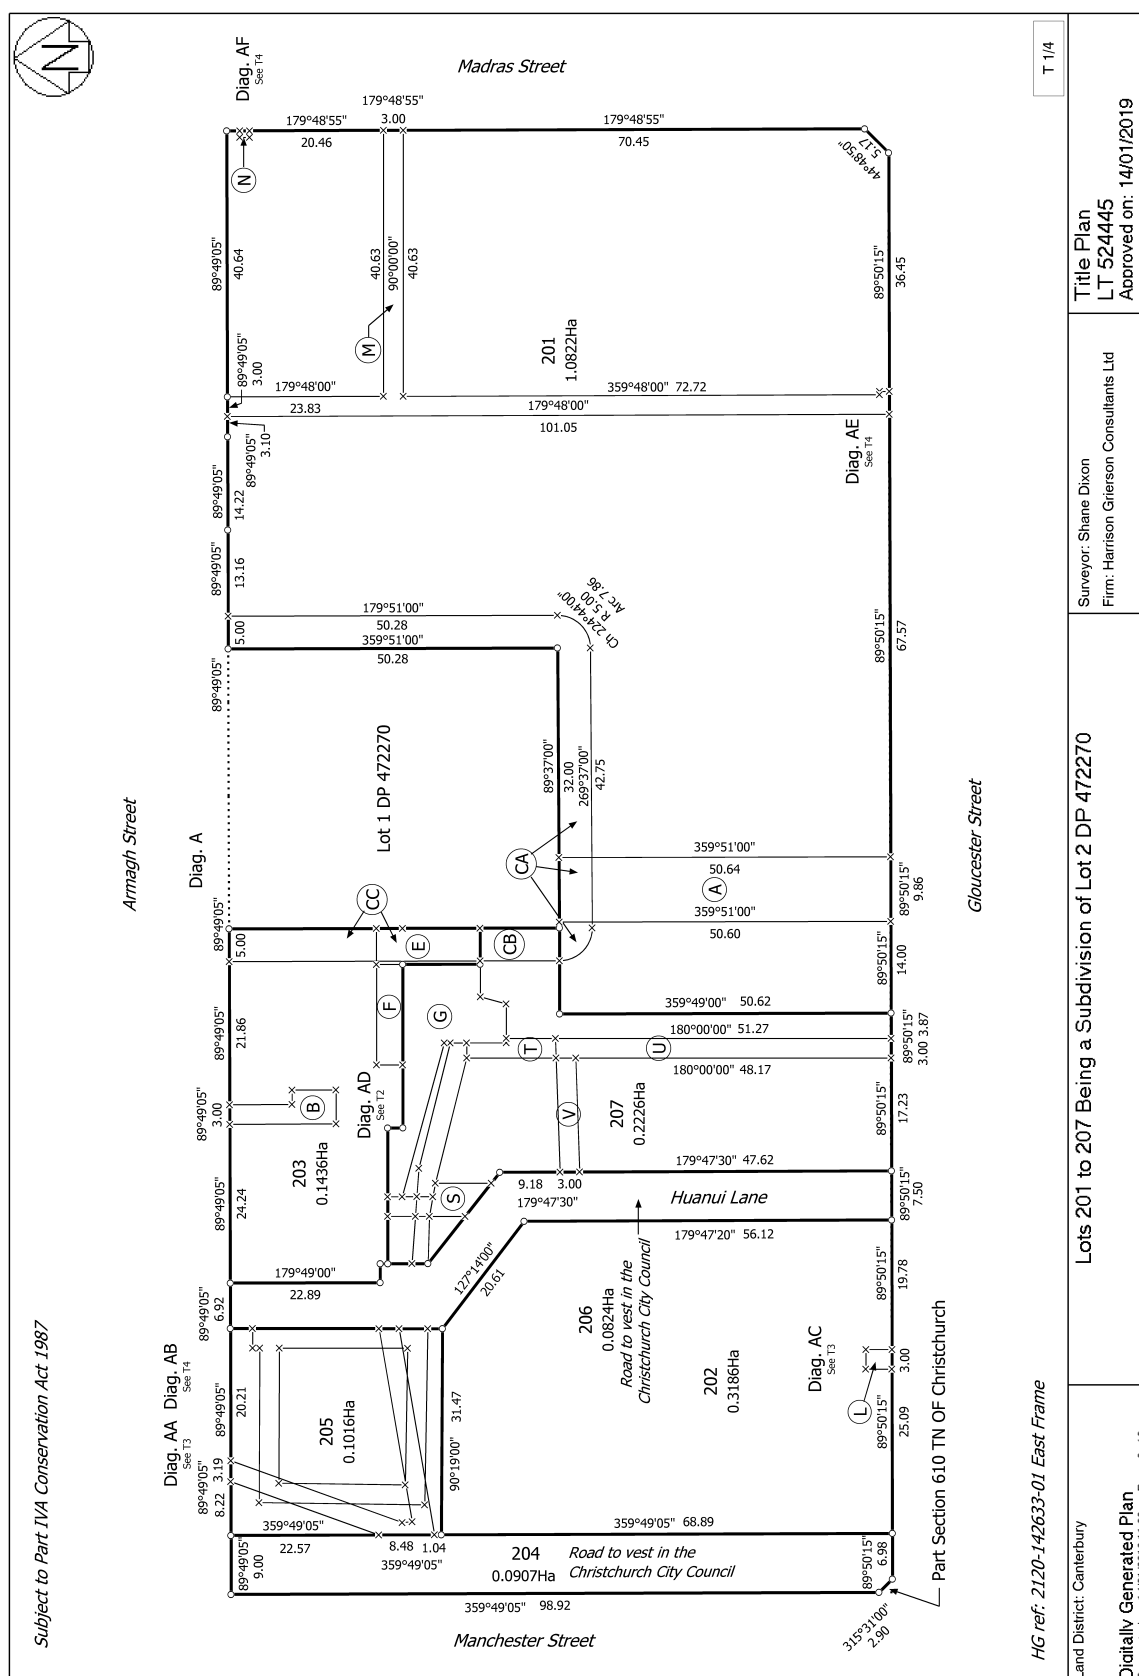 N
Diag. AF
See T4
Madras Street
T 1/4
179°48'55"
20.46
179°48'55"
3.00
179°48'55"
70.45
44°48'50"
5.17
N
89°49'05"
40.64
40.63
90°00'00"
40.63
89°50'15"
36.45
M
201
1.0822Ha
89°49'05"
3.00
179°48'00"
23.83
359°48'00" 72.72
179°48'00"
101.05
89°49'05"
3.10
Diag. AE
See T4
89°49'05"
14.22
89°49'05"
13.16
179°51'00"
50.28
359°51'00"
50.28
5.00
89°49'05"
Ch 224°44'00"
R 5.00
Arc 7.86
89°50'15"
67.57
Armagh Street
Diag. A
Lot 1 DP 472270
89°37'00"
32.00
269°37'00"
42.75
Gloucester Street
CC
CA
359°51'00"
50.64
A
359°51'00"
50.60
89°50'15"
9.86
89°49'05"
5.00
E
CB
89°50'15"
14.00
F
G
359°49'00" 50.62
180°00'00" 51.27
T
U
180°00'00" 48.17
89°50'15"
3.00 3.87
89°49'05"
21.86
89°49'05"
3.00
B
Diag. AD
See T2
V
207
0.2226Ha
89°50'15"
17.23
203
0.1436Ha
179°47'30" 47.62
9.18 3.00
179°47'30"
S
Huanui Lane
89°50'15"
7.50
89°49'05"
24.24
179°47'20" 56.12
179°49'00"
22.89
127°14'00"
20.61
89°50'15"
19.78
89°49'05"
6.92
206
0.0824Ha
Road to vest in the
Christchurch City Council
Subject to Part IVA Conservation Act 1987
Diag. AA
See T3
Diag. AB
See T4
89°49'05"
20.21
205
0.1016Ha
31.47
90°19'00"
202
0.3186Ha
Diag. AC
See T3
3.00
L
89°50'15"
25.09
89°49'05"
8.22 3.19
359°49'05"
22.57
8.48 1.04
359°49'05"
359°49'05" 68.89
204
0.0907Ha
Road to vest in the
Christchurch City Council
89°49'05"
9.00
89°50'15"
6.98
359°49'05" 98.92
315°31'00"
2.90
Part Section 610 TN OF Christchurch
Manchester Street
HG ref: 2120-142633-01 East Frame
Land District: Canterbury
Digitally Generated Plan
Lots 201 to 207 Being a Subdivision of Lot 2 DP 472270
Surveyor: Shane Dixon
Firm: Harrison Grierson Consultants Ltd
Title Plan
LT 524445
Approved on: 14/01/2019